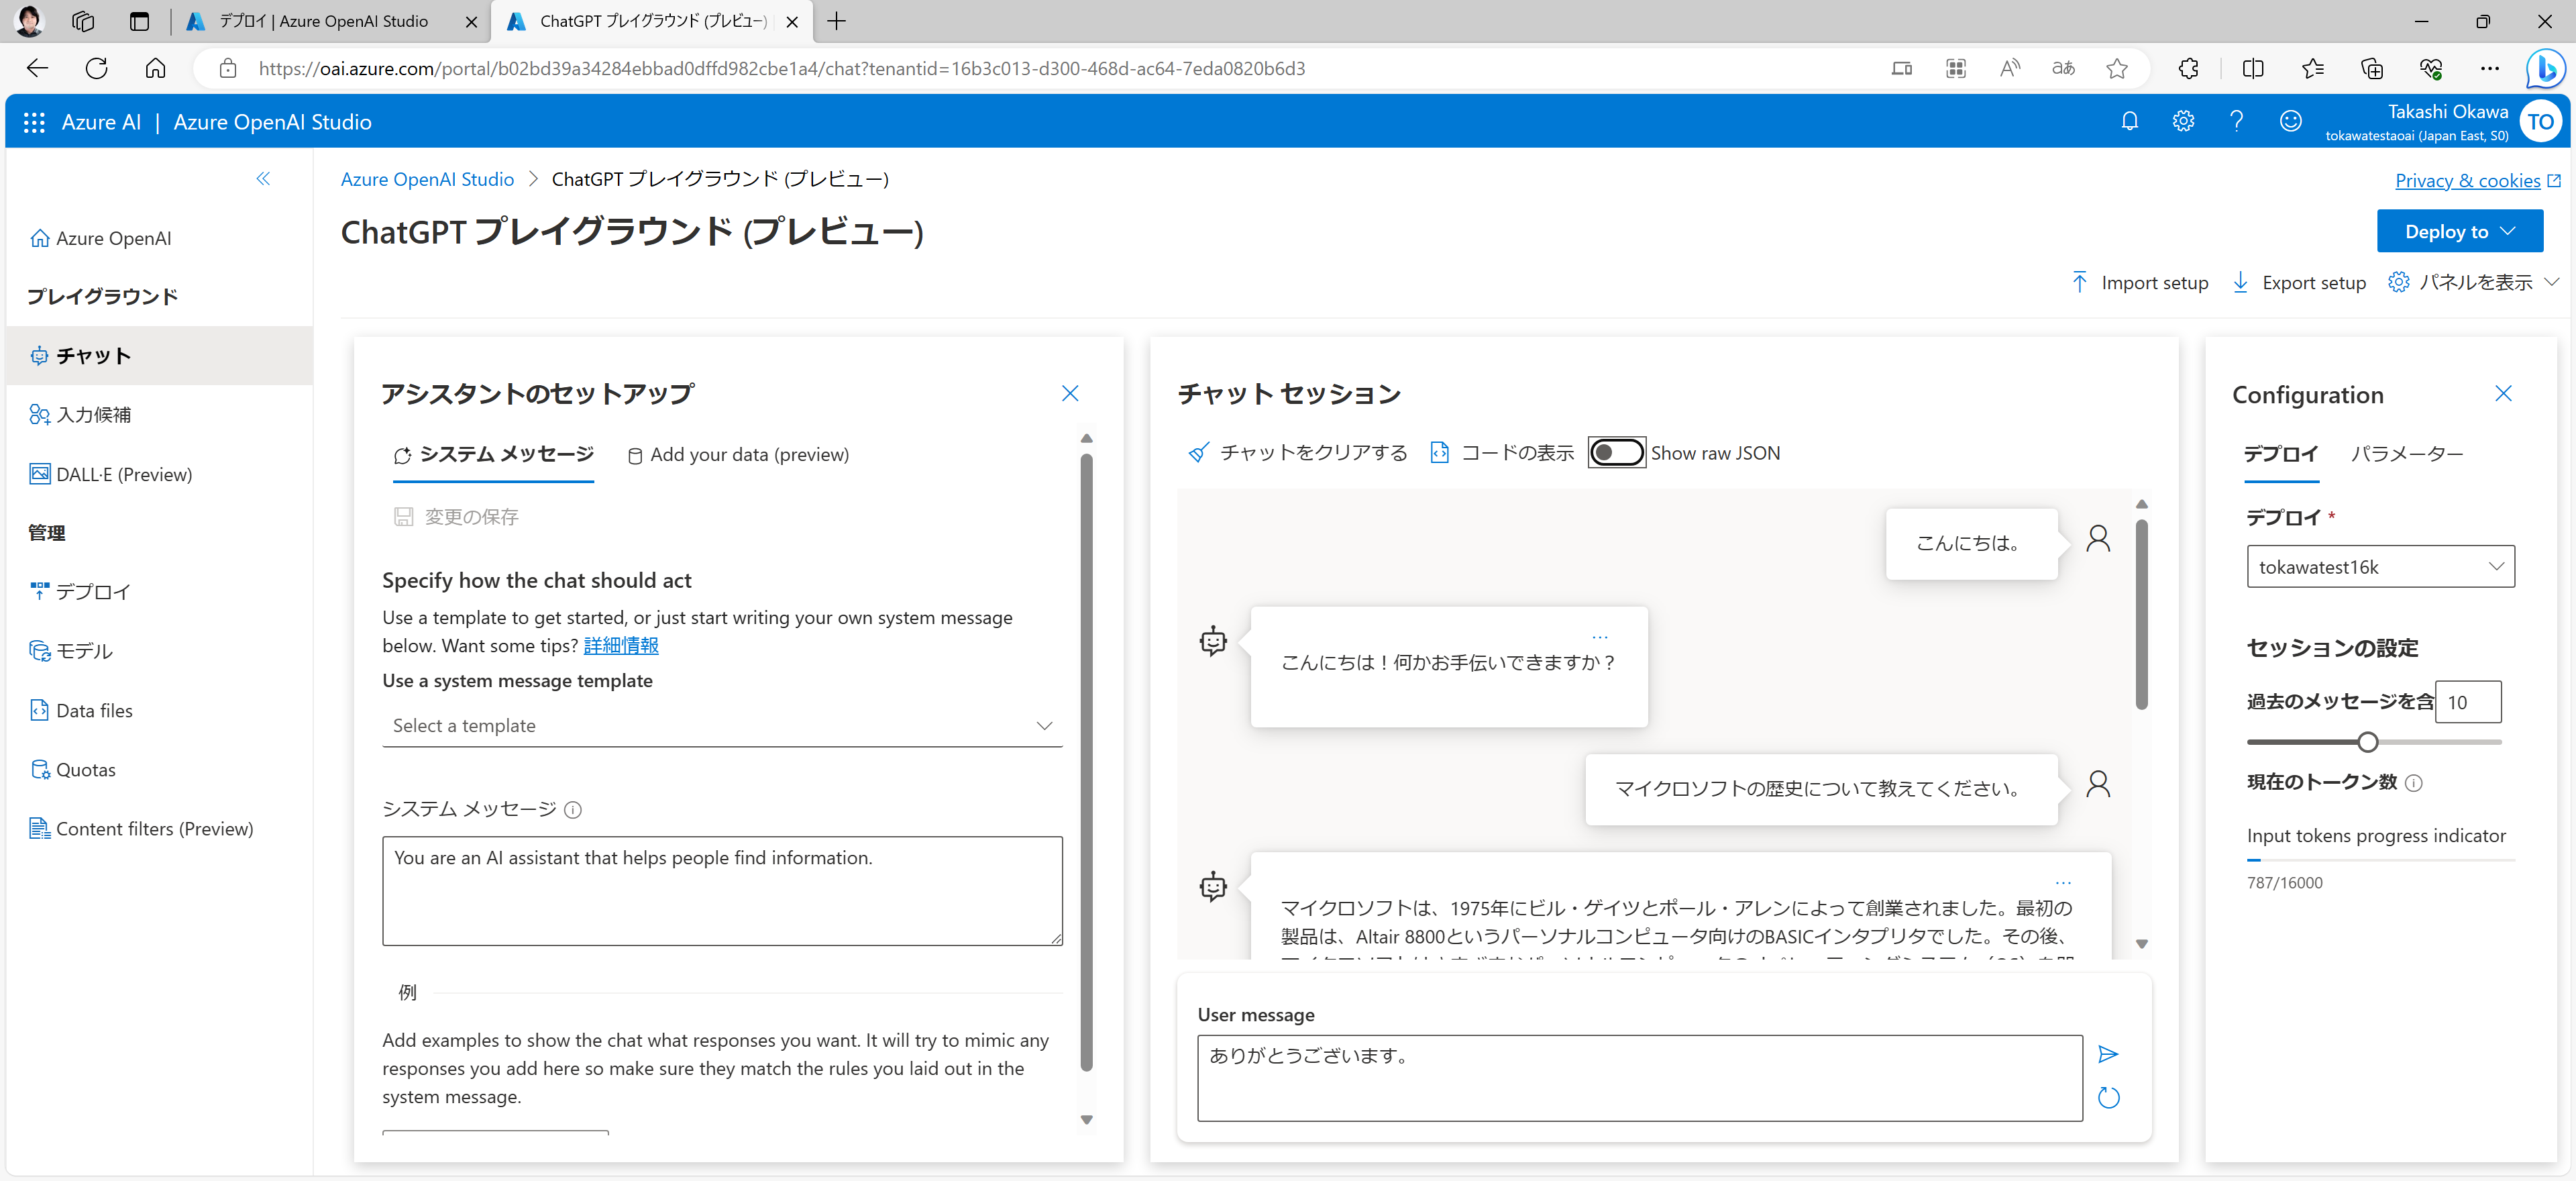 デプロイ | Azure OpenAI Studio
ChatGPT プレイグラウンド (プレビュー)
https://oai.azure.com/portal/b02bd39a34284ebbad0dffd982cbe1a4/chat?tenantid=16b3c013-d300-468d-ac64-7eda0820b6d3
Azure AI | Azure OpenAI Studio
Takashi Okawa
tokawatestaoai (Japan East, S0)
TO
Azure OpenAI
プレイグラウンド
チャット
入力候補
DALL·E (Preview)
管理
デプロイ
モデル
Data files
Quotas
Content filters (Preview)
Azure OpenAI Studio > ChatGPT プレイグラウンド (プレビュー)
Privacy & cookies
ChatGPT プレイグラウンド (プレビュー)
Deploy to
Import setup
Export setup
パネルを表示
アシスタントのセットアップ
システム メッセージ
Add your data (preview)
変更の保存
Specify how the chat should act
Use a template to get started, or just start writing your own system message
below. Want some tips? 詳細情報
Use a system message template
Select a template
システム メッセージ
You are an AI assistant that helps people find information.
例
Add examples to show the chat what responses you want. It will try to mimic any
responses you add here so make sure they match the rules you laid out in the
system message.
チャット セッション
チャットをクリアする
コードの表示
Show raw JSON
こんにちは。
こんにちは！何かお手伝いできますか？
マイクロソフトの歴史について教えてください。
マイクロソフトは、1975年にビル・ゲイツとポール・アレンによって創業されました。最初の
製品は、Altair 8800というパーソナルコンピュータ向けのBASICインタプリタでした。その後、
User message
ありがとうございます。
Configuration
デプロイ
パラメーター
デプロイ *
tokawatest16k
セッションの設定
過去のメッセージを含
10
現在のトークン数
Input tokens progress indicator
787/16000